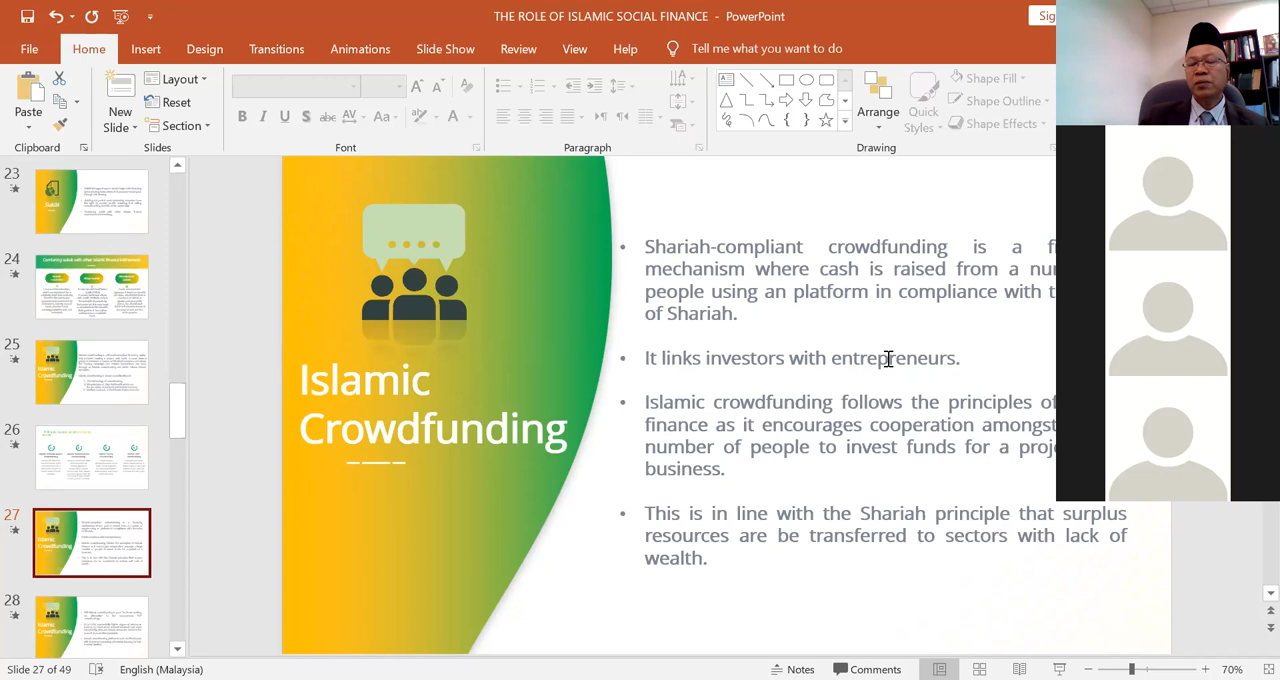 THE ROLE OF ISLAMIC SOCIAL FINANCE - PowerPoint
File Home Insert Design Transitions Animations Slide Show Review View Help Tell me what you want to do
Paste
New
Slide
Layout
Reset
Section
Arrange
Quick
Styles
Shape Fill
Shape Outline
Shape Effects
Clipboard Slides Font Paragraph Drawing
23
24
25
26
27
28
Islamic
Crowdfunding
• Shariah-compliant crowdfunding is a
mechanism where cash is raised from a
people using an platform in compliance with
of Shariah.
• It links investors with entrepreneurs.
• Islamic crowdfunding follows the principles of
finance as it encourages cooperation amongst
number of people to invest funds for a
business.
• This is in line with the Shariah principle that surplus
resources are be transferred to sectors with lack of
wealth.
Slide 27 of 49 English (Malaysia) Notes Comments 70%